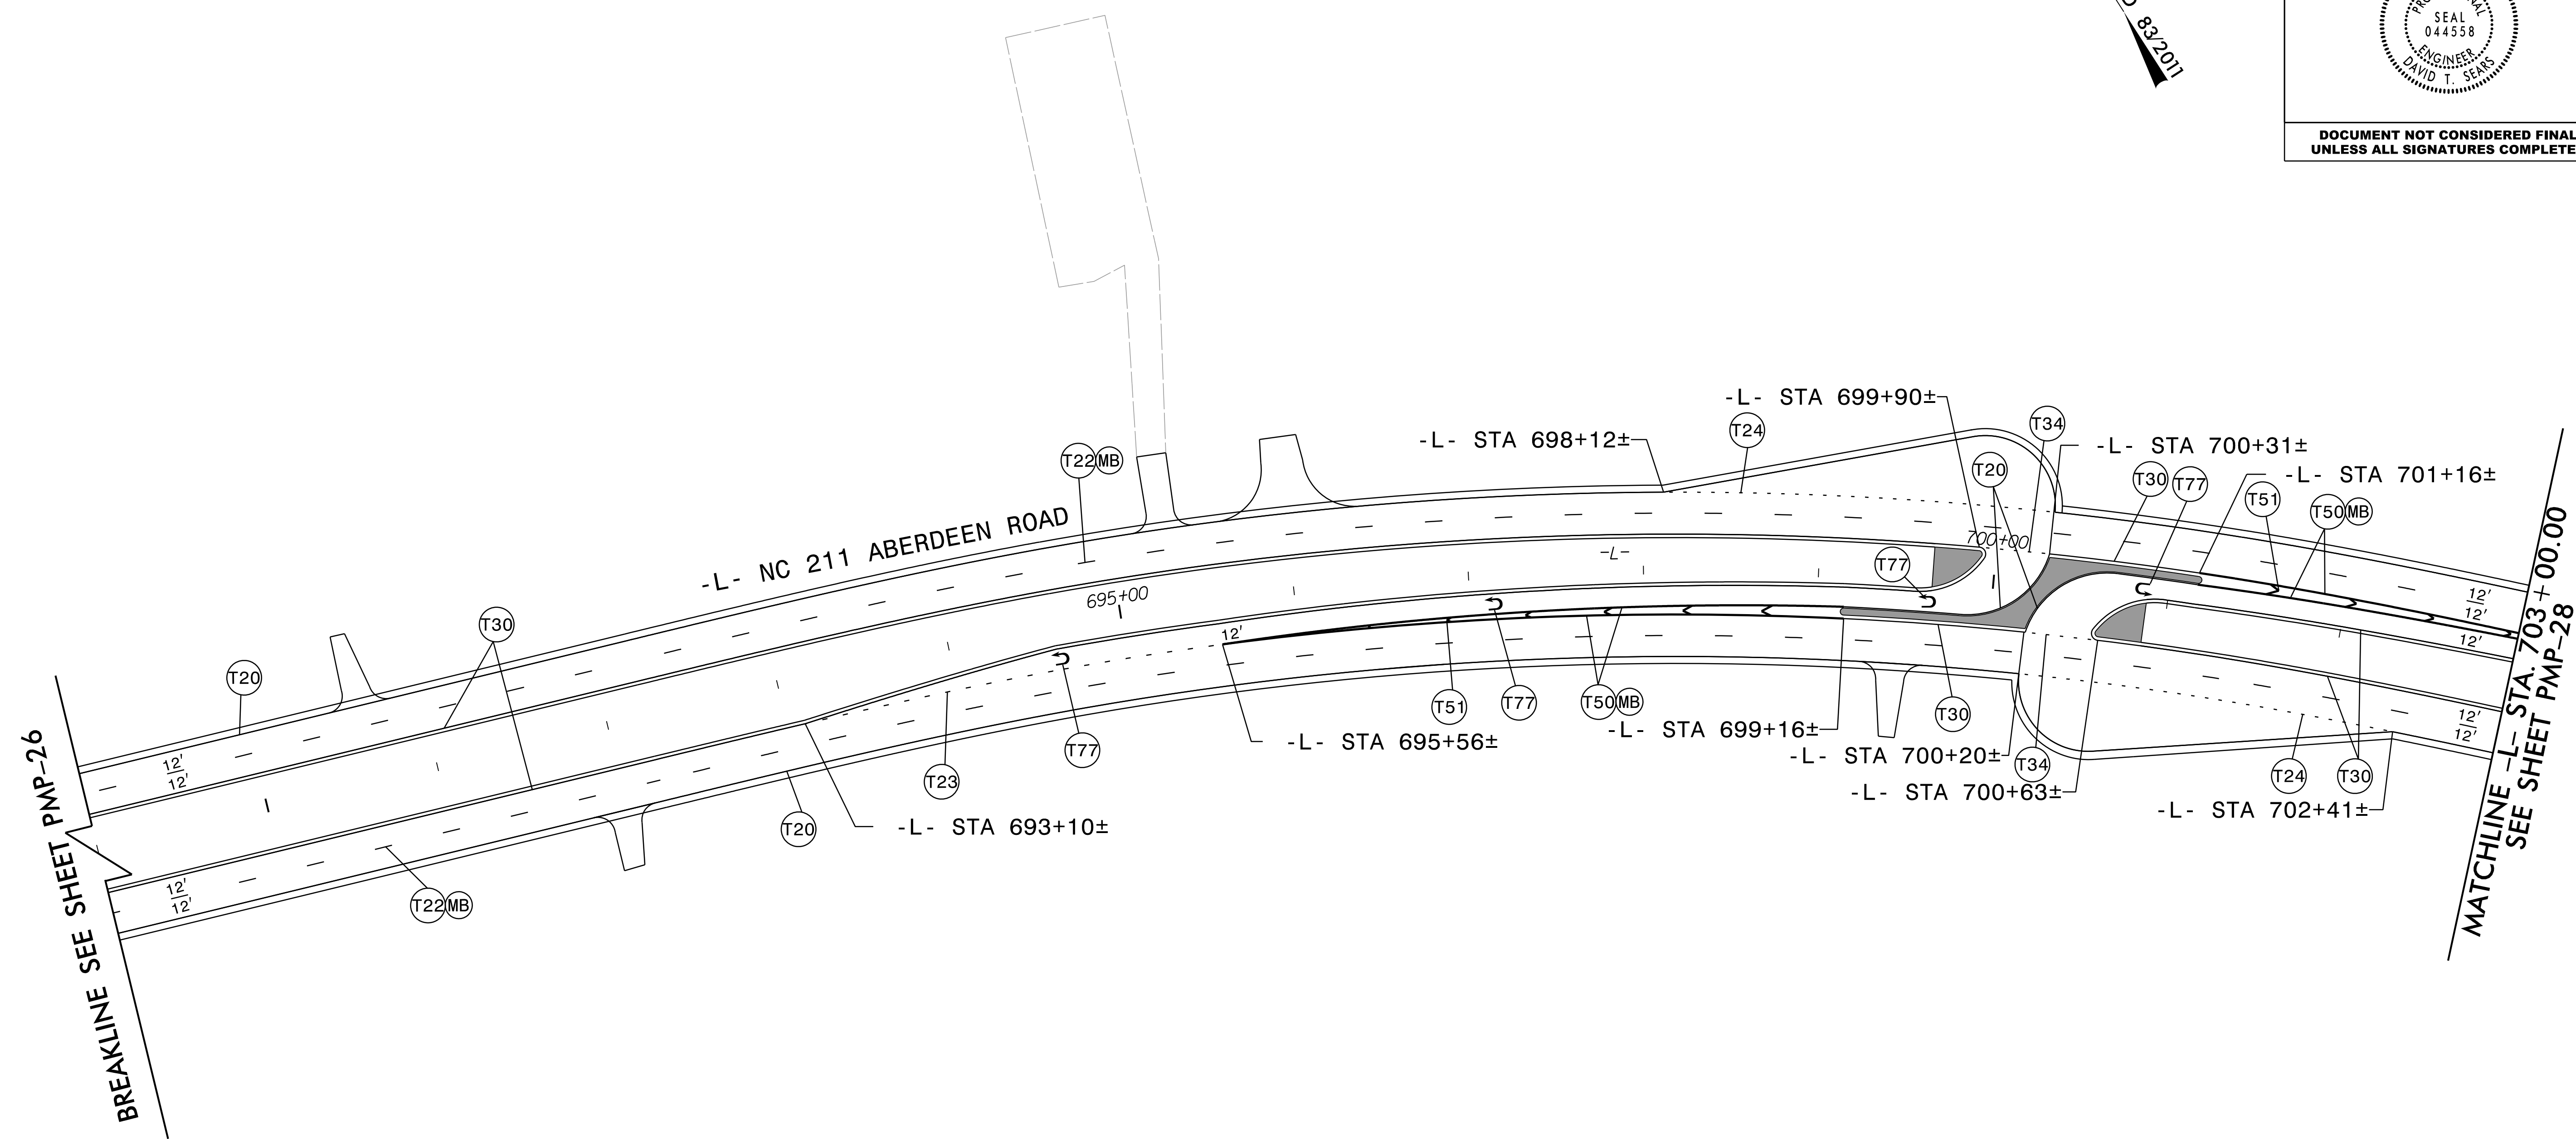 83/2011
SEAL
044558
ENGINEER
DAVID T. SEARS
DOCUMENT NOT CONSIDERED FINAL
UNLESS ALL SIGNATURES COMPLETE
-L- STA 699+90±
-L- STA 698+12±
T24
T34
-L- STA 700+31±
T20
T30
T77
-L- STA 701+16±
T51
T50 MB
T22 MB
-L- NC 211 ABERDEEN ROAD
700+00
-L-
T77
695+00
12'
12'
12'
T30
T20
12'
12'
12'
12'
12'
12'
12'
T51
T77
T50 MB
-L- STA 699+16±
T30
-L- STA 695+56±
T77
-L- STA 700+20±
T34
T24
T30
T23
-L- STA 700+63±
-L- STA 702+41±
T20
-L- STA 693+10±
T22 MB
BREAKLINE SEE SHEET PMP-26
MATCHLINE -L- STA. 703+00.00
SEE SHEET PMP-28